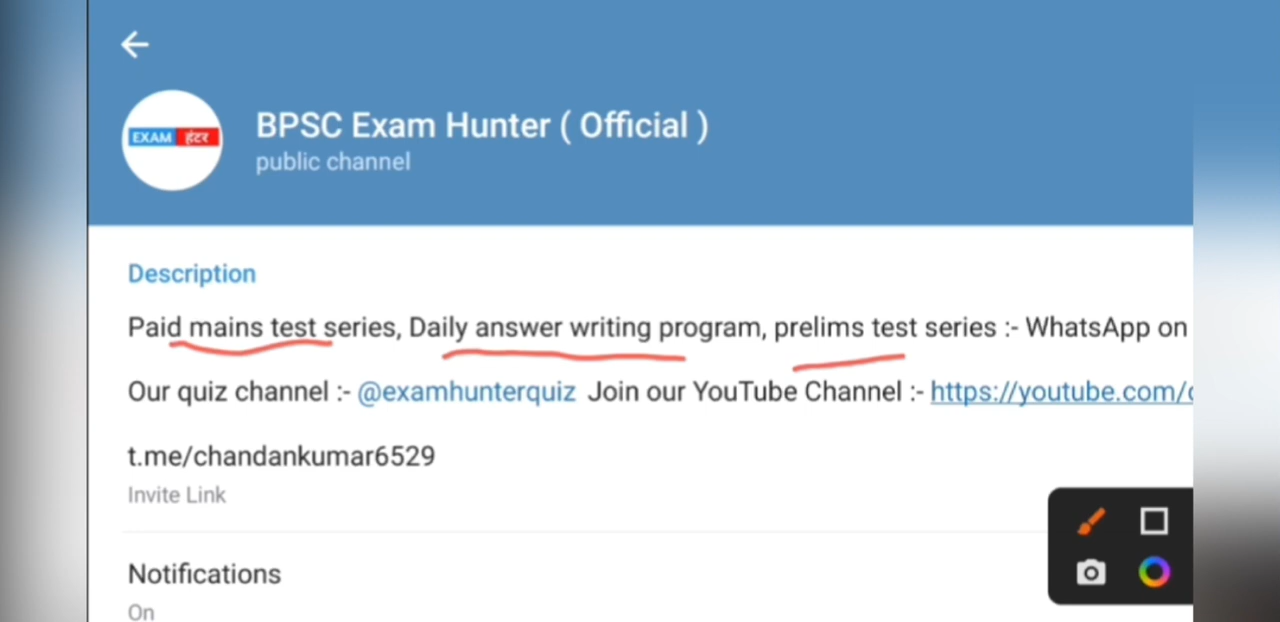 EXAM हंटर
BPSC Exam Hunter ( Official )
public channel
Description
Paid mains test series, Daily answer writing program, prelims test series :- WhatsApp on
Our quiz channel :- @examhunterquiz Join our YouTube Channel :- https://youtube.com/
t.me/chandankumar6529
Invite Link
Notifications
On